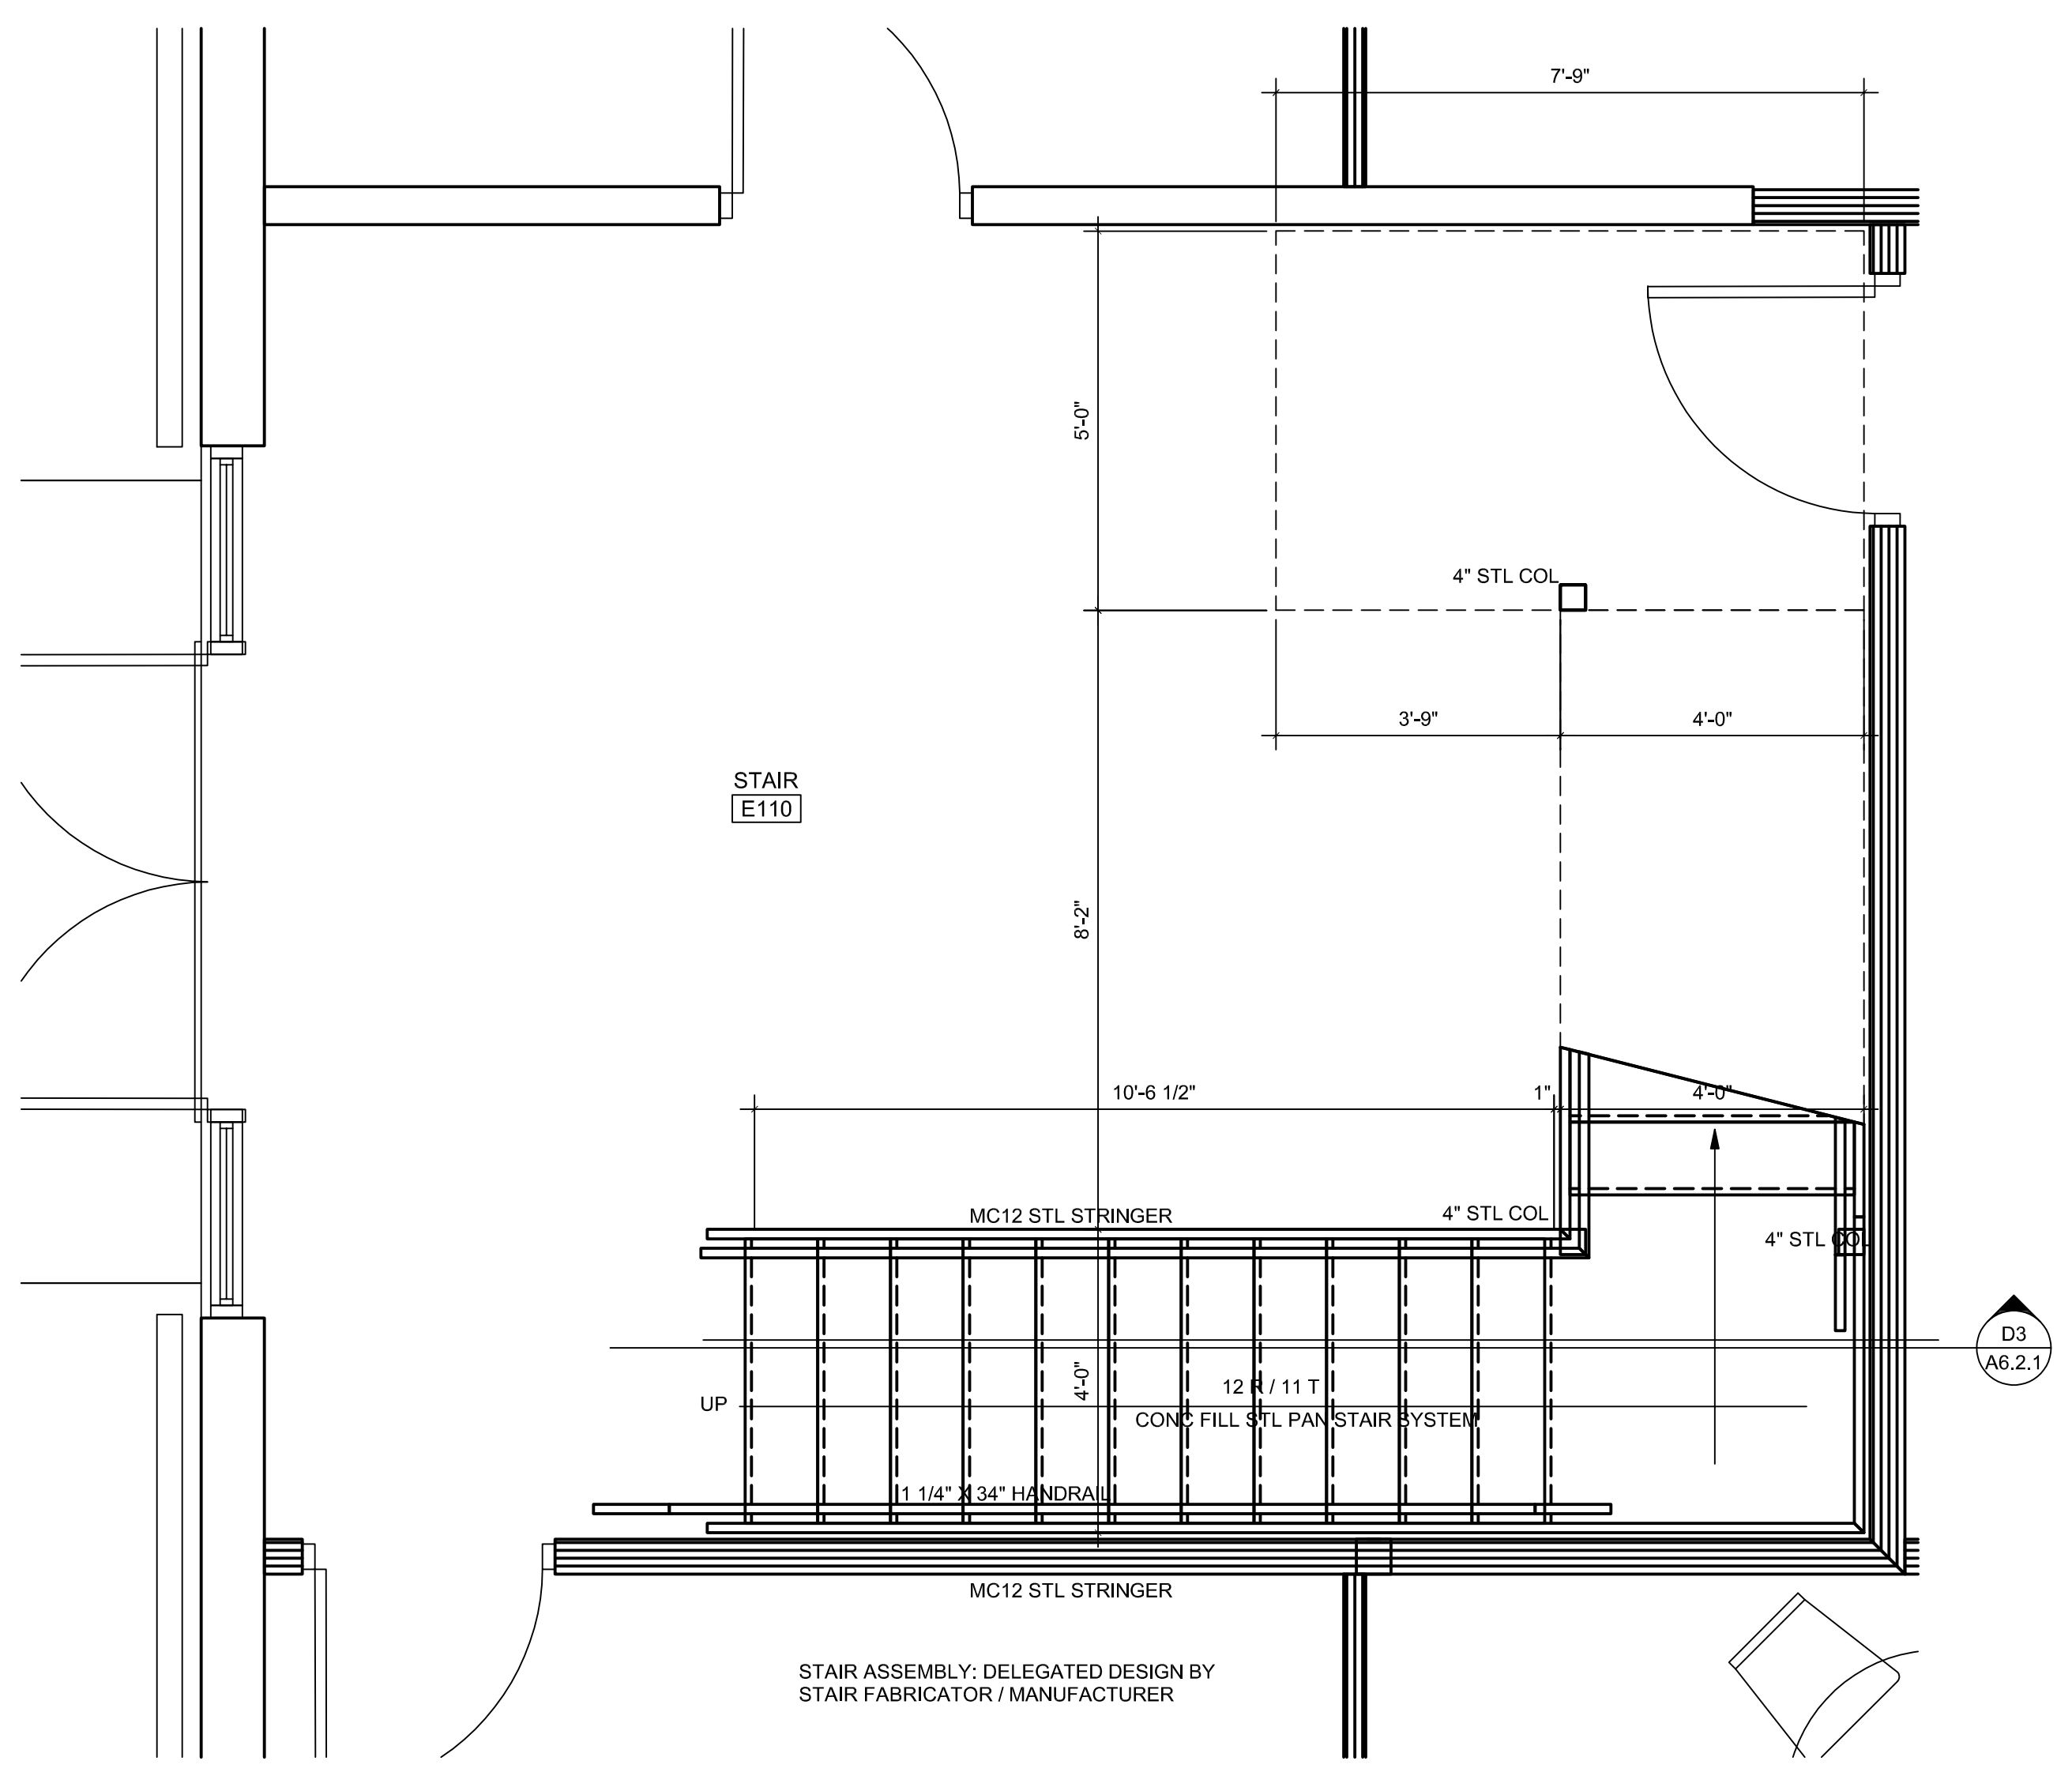 7'-9"
5'-0"
4" STL COL
3'-9"
4'-0"
STAIR
E110
8'-2"
10'-6 1/2"
1"
4'-0"
MC12 STL STRINGER
4" STL COL
4" STL COL
D3
A6.2.1
4'-0"
12 R / 11 T
UP
CONC FILL STL PAN STAIR SYSTEM
1 1/4" X 34" HANDRAIL
MC12 STL STRINGER
STAIR ASSEMBLY: DELEGATED DESIGN BY
STAIR FABRICATOR / MANUFACTURER